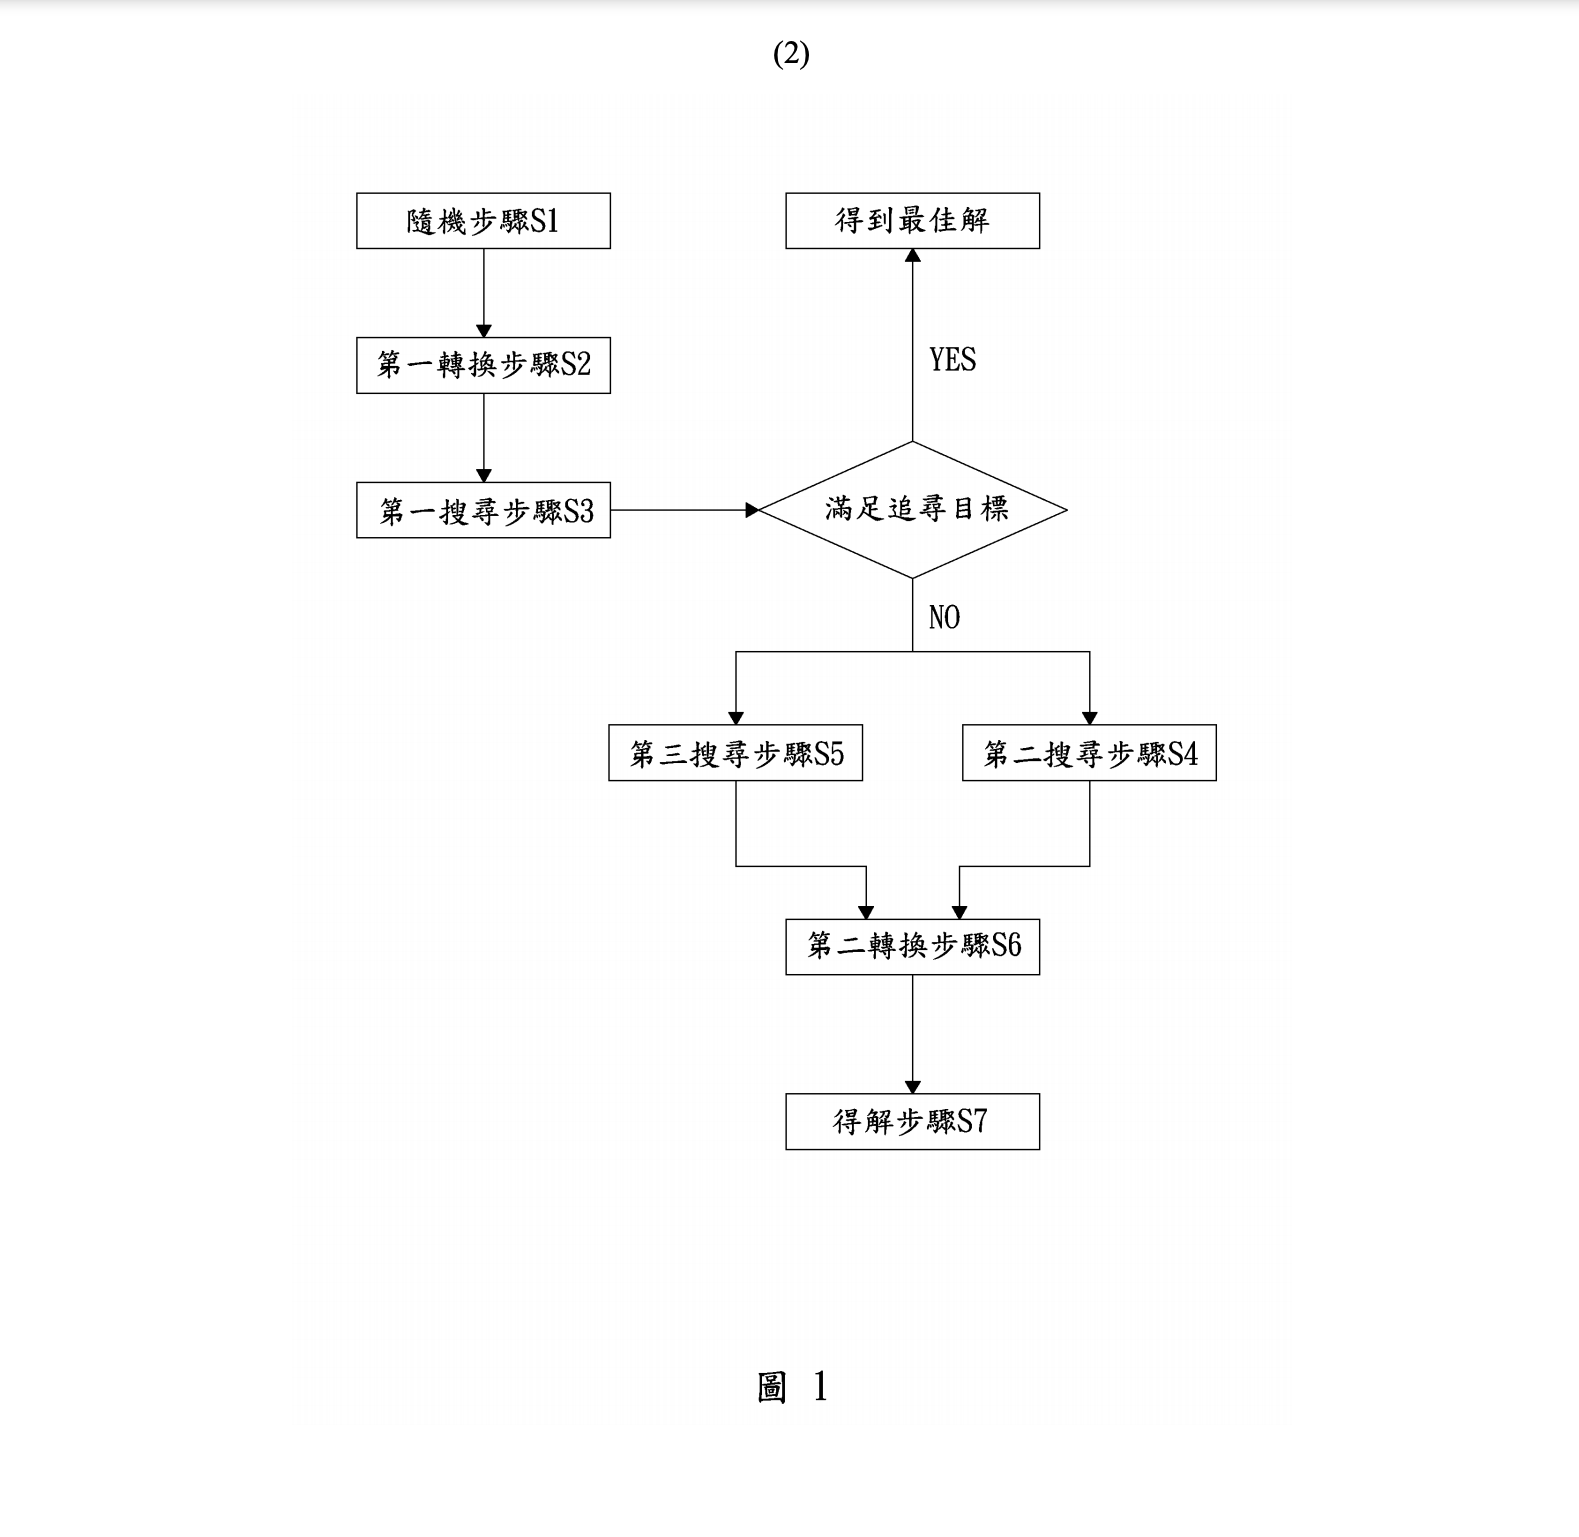 (2)
隨機步驟S1
得到最佳解
第一轉換步驟S2
YES
第一搜尋步驟S3
滿足追尋目標
NO
第三搜尋步驟S5
第二搜尋步驟S4
第二轉換步驟S6
得解步驟S7
圖 1